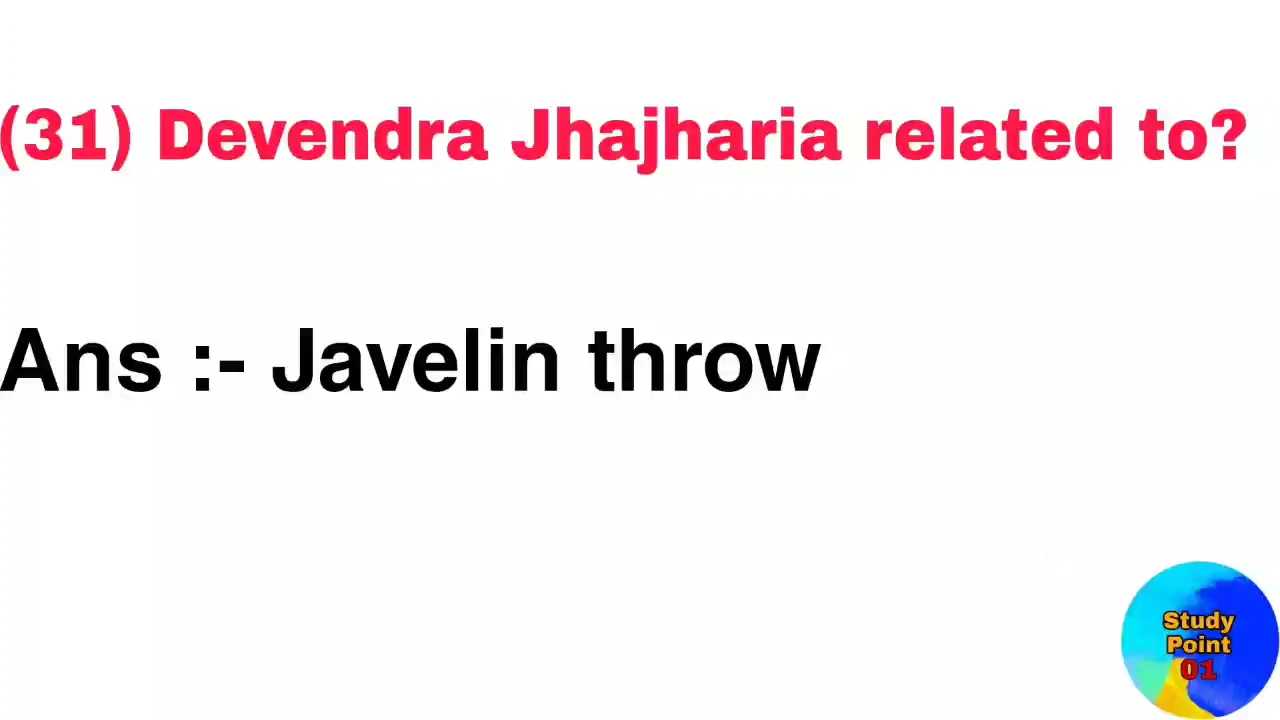 (31) Devendra Jhajharia related to?
Ans :- Javelin throw
Study
Point
01